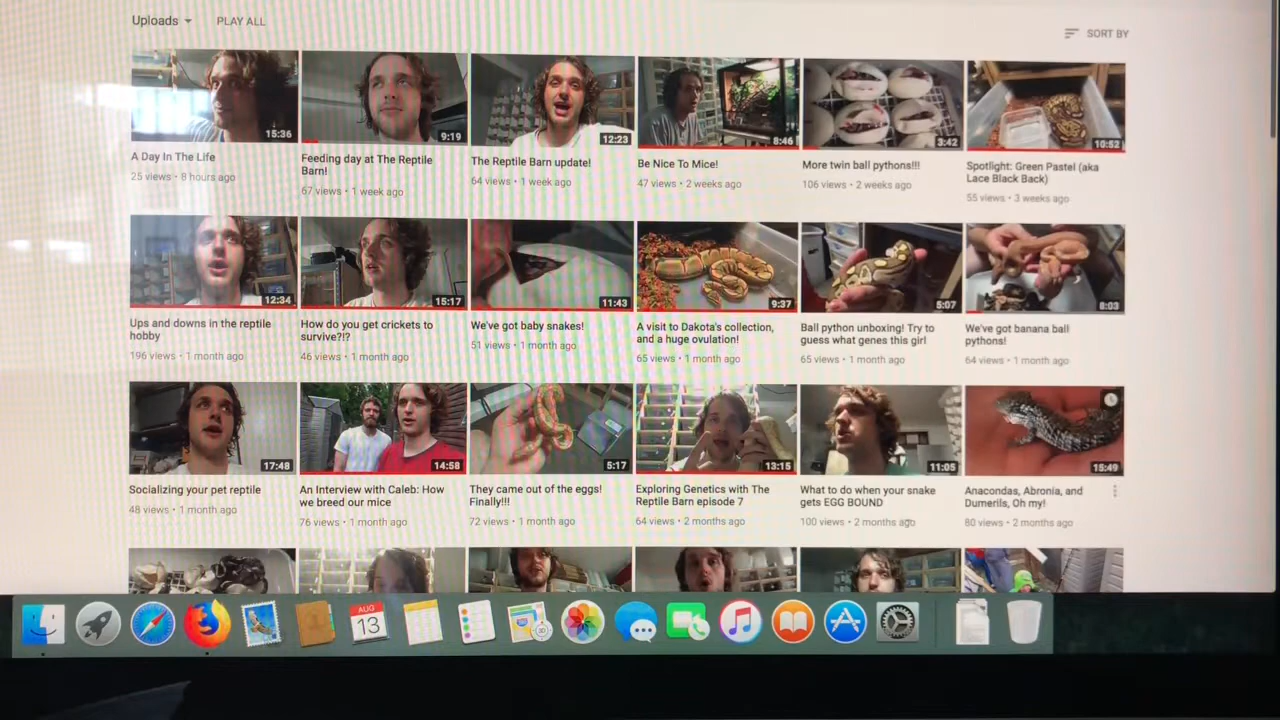 Uploads
PLAY ALL
SORT BY
15:36
9:19
12:23
8:46
3:42
10:52
A Day In The Life
25 views • 8 hours ago
Feeding day at The Reptile
Barn!
67 views • 1 week ago
The Reptile Barn update!
64 views • 1 week ago
Be Nice To Mice!
47 views • 2 weeks ago
More twin ball pythons!!!
106 views • 2 weeks ago
Spotlight: Green Pastel (aka
Lace Black Back)
55 views • 3 weeks ago
12:34
15:17
11:43
9:37
5:07
8:03
Ups and downs in the reptile
hobby
196 views • 1 month ago
How do you get crickets to
survive?!?
46 views • 1 month ago
We've got baby snakes!
51 views • 1 month ago
A visit to Dakota's collection,
and a huge ovulation!
65 views • 1 month ago
Ball python unboxing! Try to
guess what genes this girl
65 views • 1 month ago
We've got banana ball
pythons!
64 views • 1 month ago
17:48
14:58
5:17
13:15
11:05
15:49
Socializing your pet reptile
48 views • 1 month ago
An Interview with Caleb: How
we breed our mice
76 views • 1 month ago
They came out of the eggs!
Finally!!!
72 views • 1 month ago
Exploring Genetics with The
Reptile Barn episode 7
64 views • 2 months ago
What to do when your snake
gets EGG BOUND
100 views • 2 months ago
Anacondas, Abronia, and
Dumerils, Oh my!
80 views • 2 months ago
AUG
13